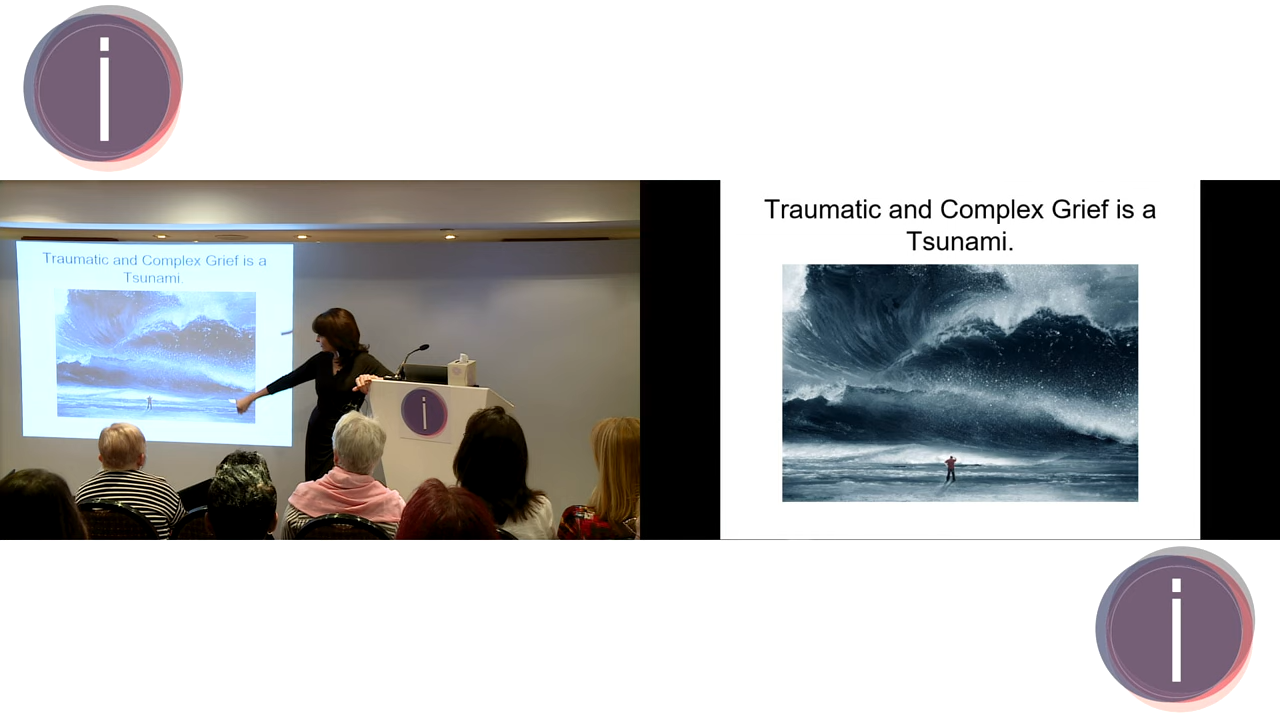 i
Traumatic and Complex Grief is a
Tsunami.
Traumatic and Complex Grief is a
Tsunami.
i
i